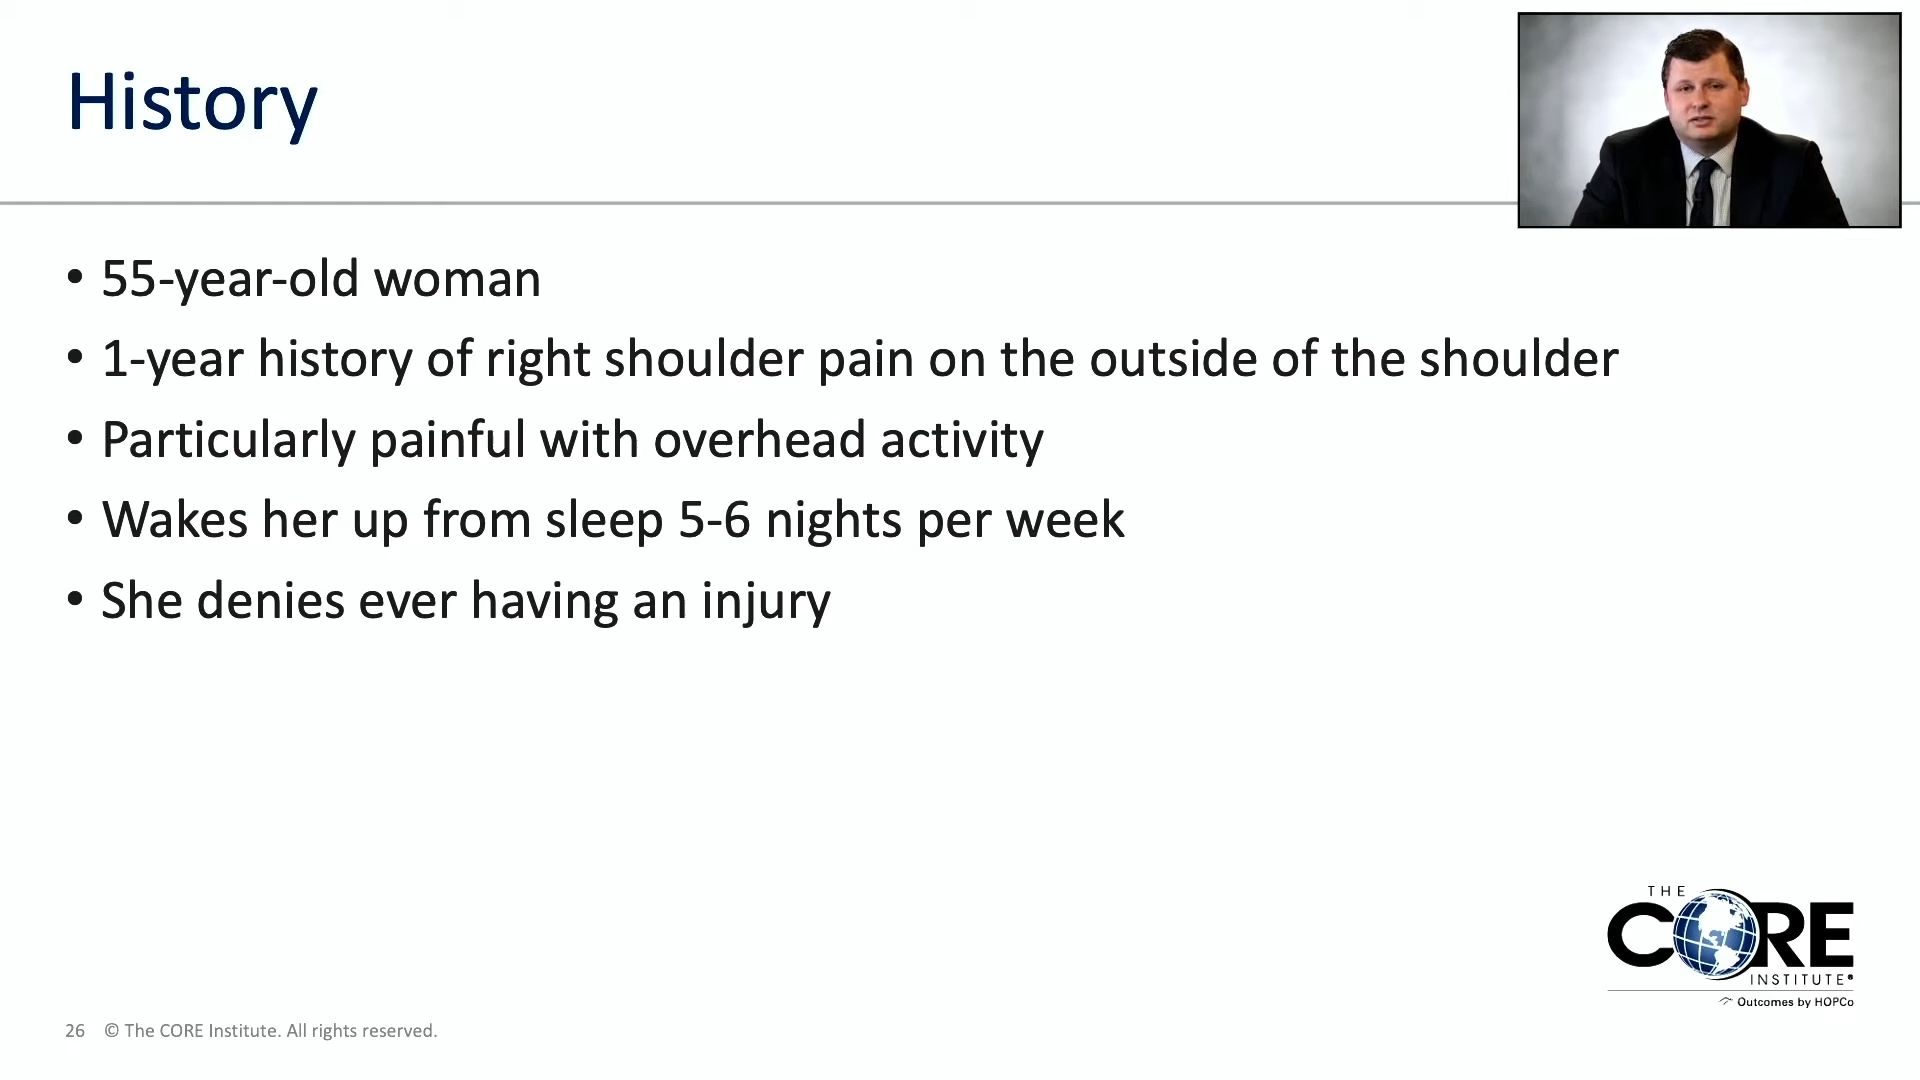 History
• 55-year-old woman
• 1-year history of right shoulder pain on the outside of the shoulder
• Particularly painful with overhead activity
• Wakes her up from sleep 5-6 nights per week
• She denies ever having an injury
THE
CORE
INSTITUTE®
Outcomes by HOPCo
26 © The CORE Institute. All rights reserved.